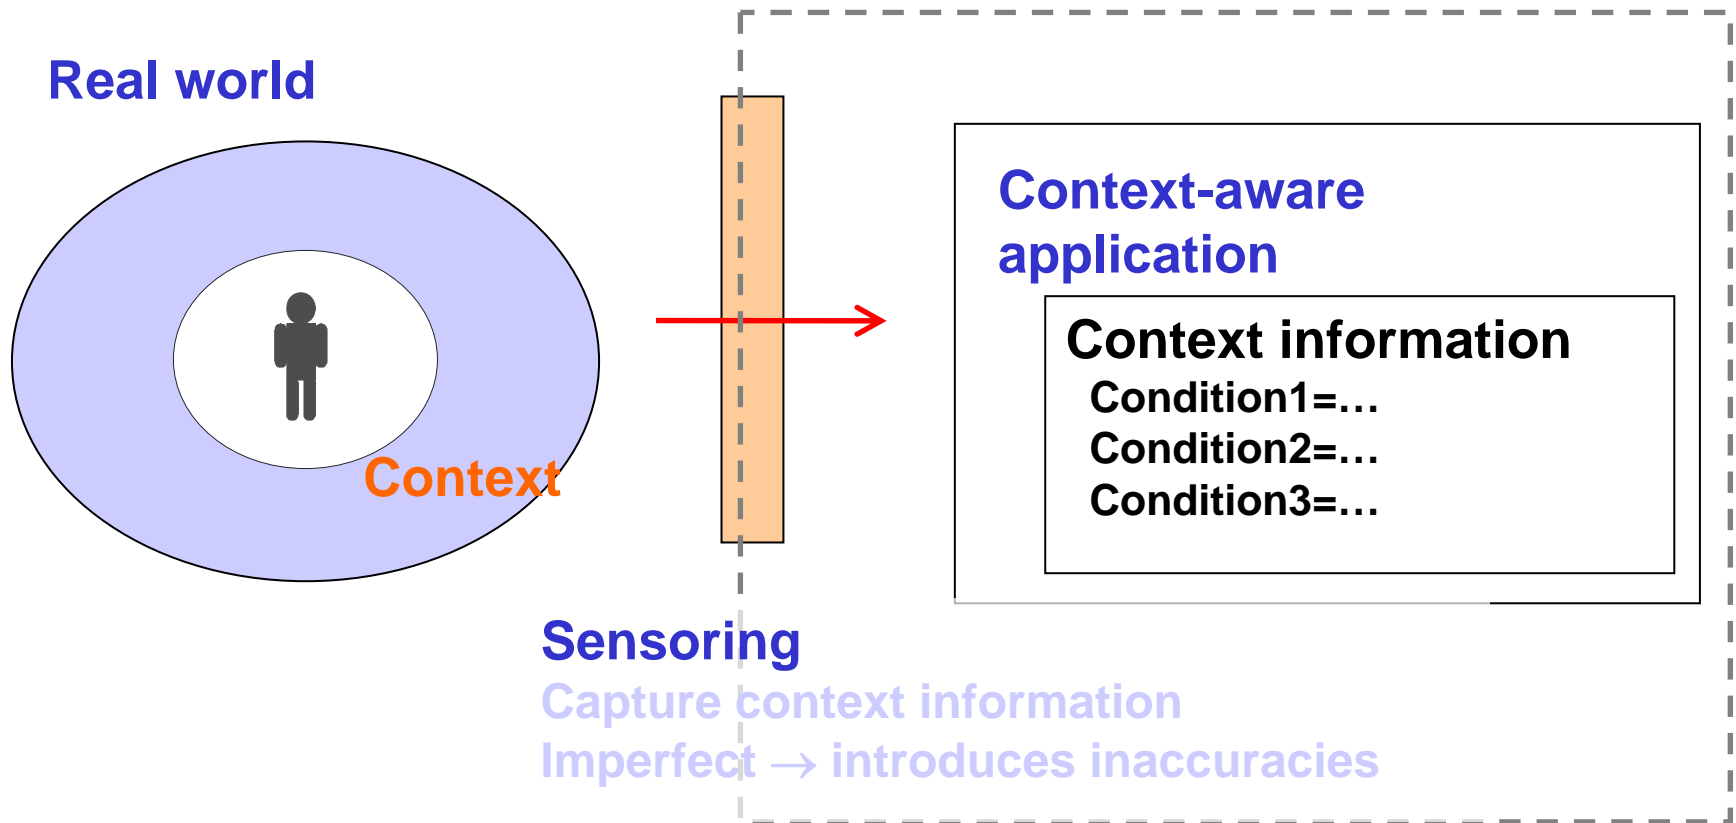 Real world
Context
Context-aware
application
Context information
Condition1=…
Condition2=…
Condition3=…
Sensoring
Capture context information
Imperfect → introduces inaccuracies